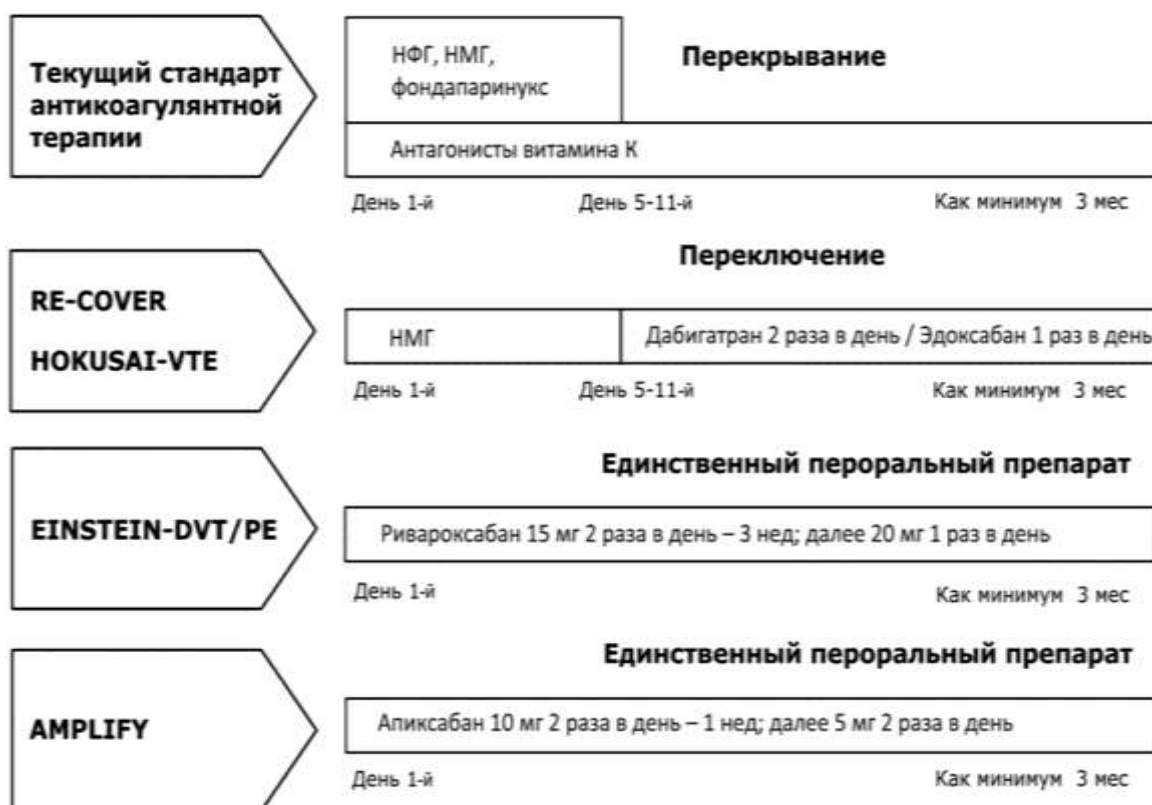 Текущий стандарт
антикоагулянтной
терапии
НФГ, НМГ,
фондапаринукс
Перекрывание
Антагонисты витамина К
День 1-й День 5-11-й Как минимум 3 мес
Переключение
RE-COVER
HOKUSAI-VTE
НМГ
Дабигатран 2 раза в день / Эдоксабан 1 раз в день
День 1-й День 5-11-й Как минимум 3 мес
Единственный пероральный препарат
EINSTEIN-DVT/PE
Ривароксабан 15 мг 2 раза в день – 3 нед; далее 20 мг 1 раз в день
День 1-й Как минимум 3 мес
Единственный пероральный препарат
AMPLIFY
Апиксабан 10 мг 2 раза в день – 1 нед; далее 5 мг 2 раза в день
День 1-й Как минимум 3 мес